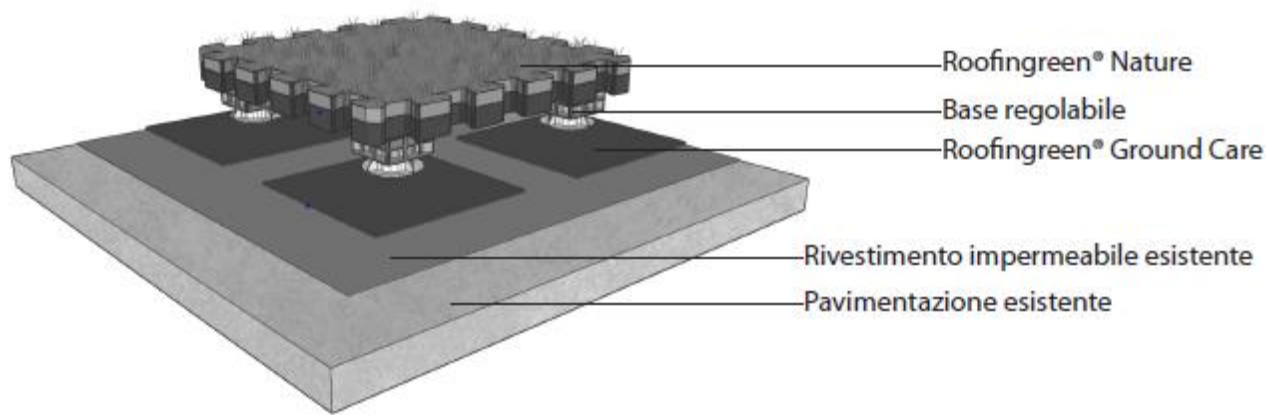 Roofingreen® Nature
Base regolabile
Roofingreen® Ground Care
Rivestimento impermeabile esistente
Pavimentazione esistente